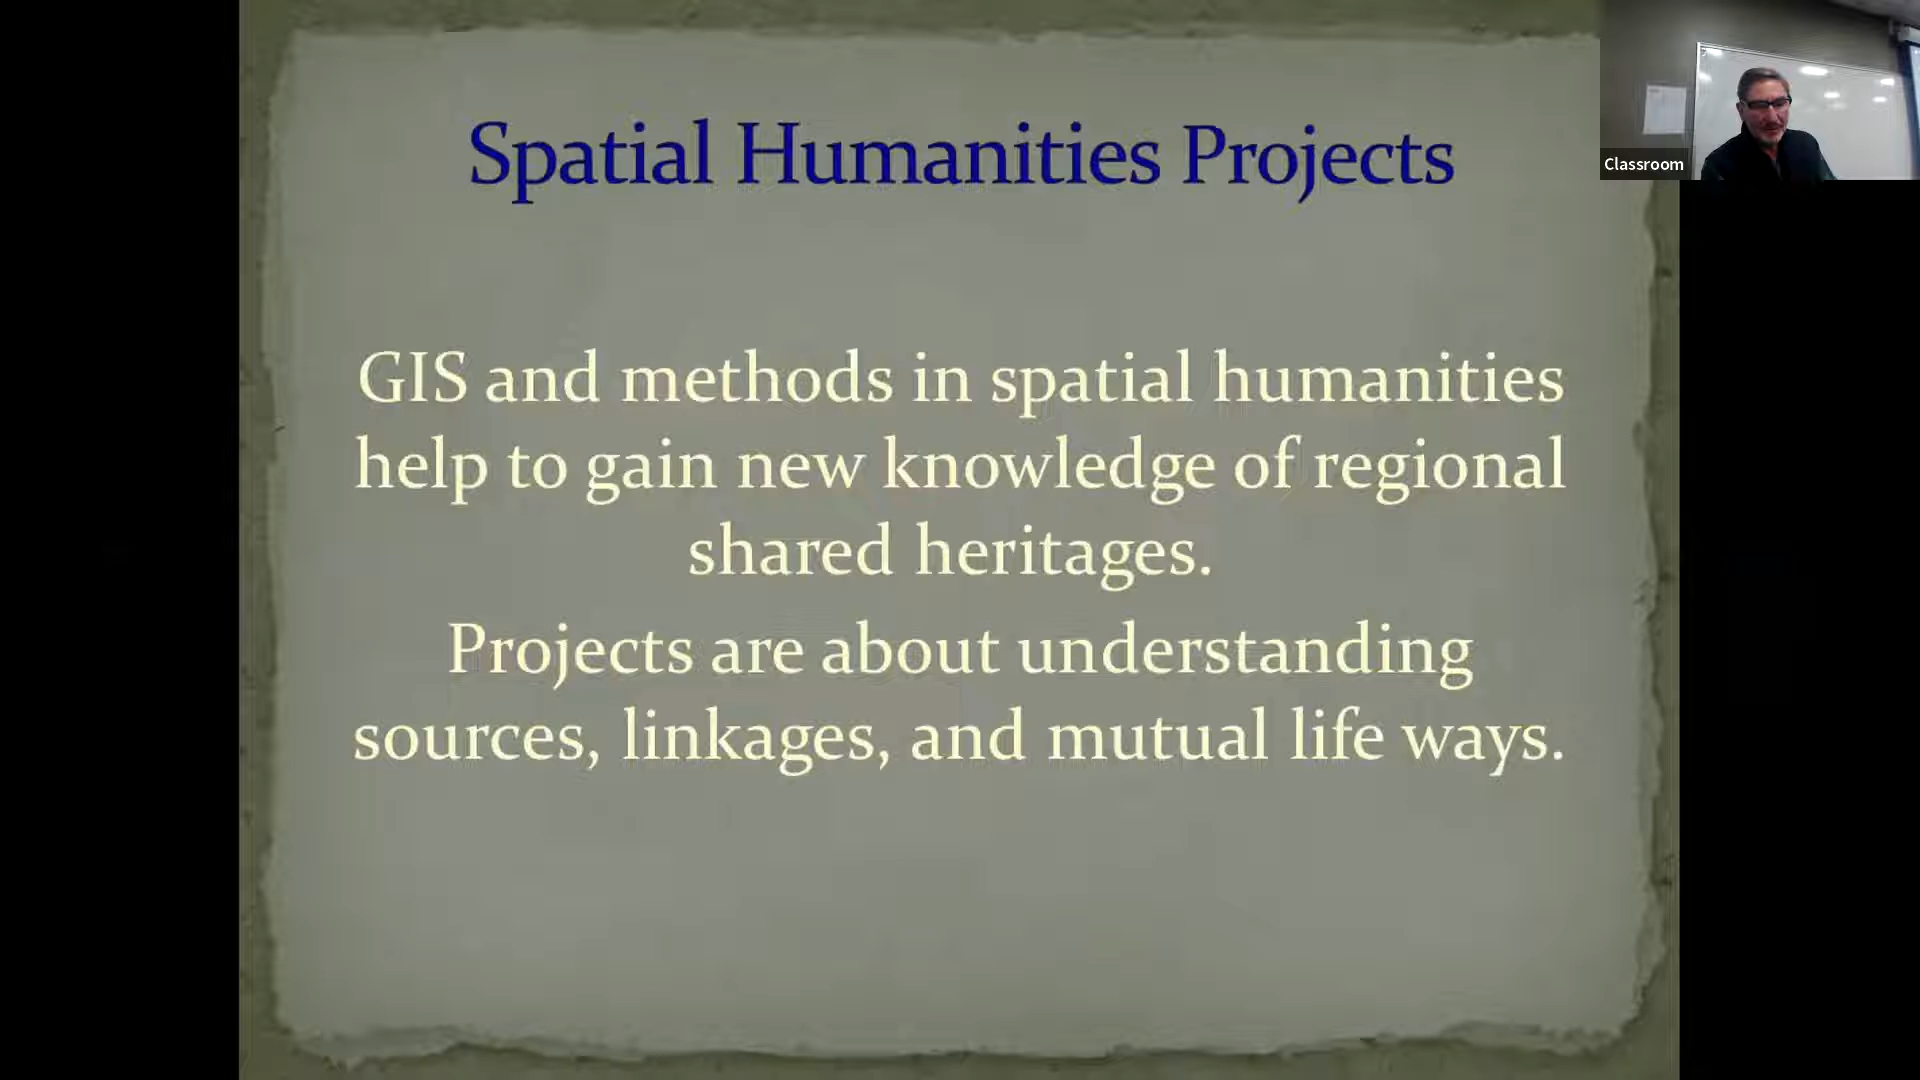 Spatial Humanities Projects
Classroom
GIS and methods in spatial humanities
help to gain new knowledge of regional
shared heritages.
Projects are about understanding
sources, linkages, and mutual life ways.